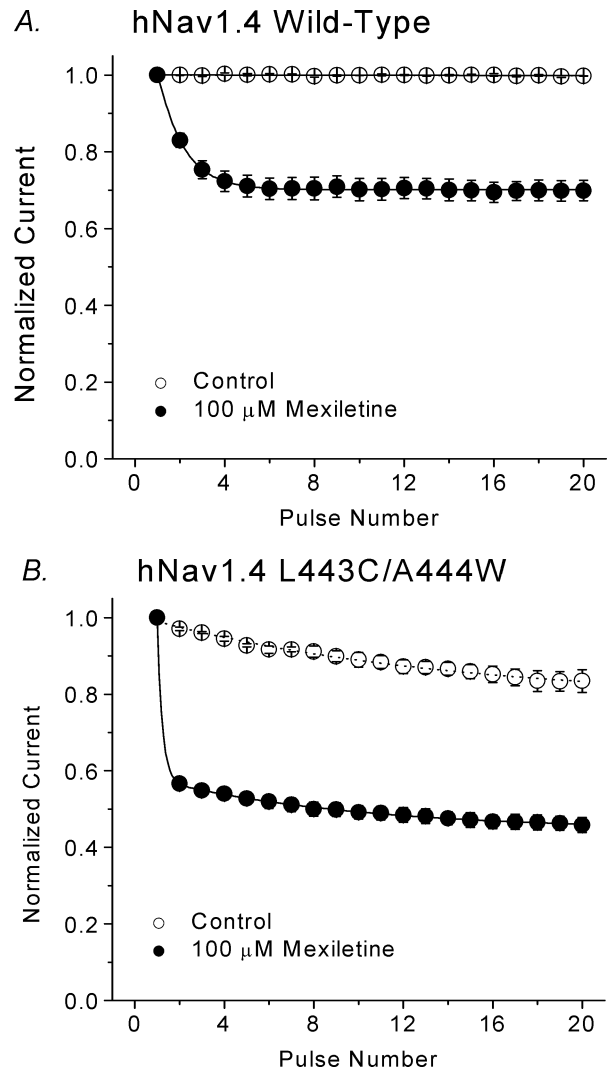 A. hNav1.4 Wild-Type
1.0
0.8
0.6
0.4
0.2
0.0
Normalized Current
Control
100 μM Mexiletine
0 4 8 12 16 20
Pulse Number
B. hNav1.4 L443C/A444W
1.0
0.8
0.6
0.4
0.2
0.0
Normalized Current
Control
100 μM Mexiletine
0 4 8 12 16 20
Pulse Number